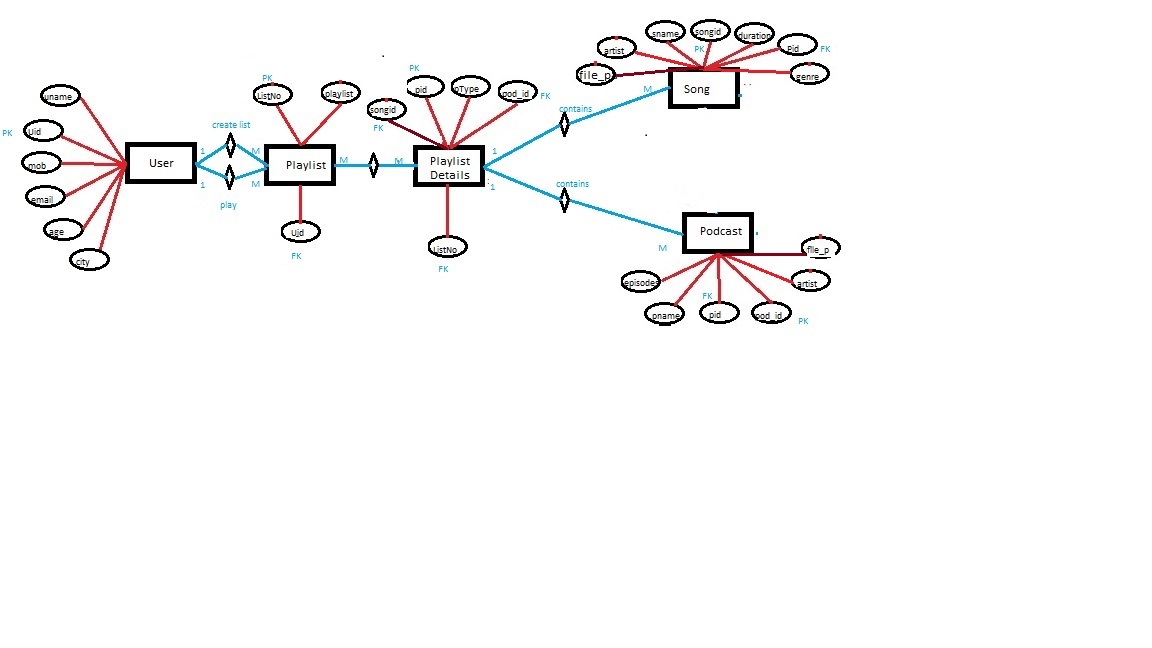 sname
songid
duration
artist
PK
Pid
FK
file_p
genre
M
Song
contains
PK
ListNo
playlist
PK
pid
pType
pod_id
FK
songid
FK
uname
PK
uid
mob
email
age
city
User
create list
1
M
1
M
play
Playlist
M
M
Playlist
Details
1
1
Uid
FK
ListNo
FK
contains
M
Podcast
file_p
episodes
artist
FK
pname
pid
pod_id
PK